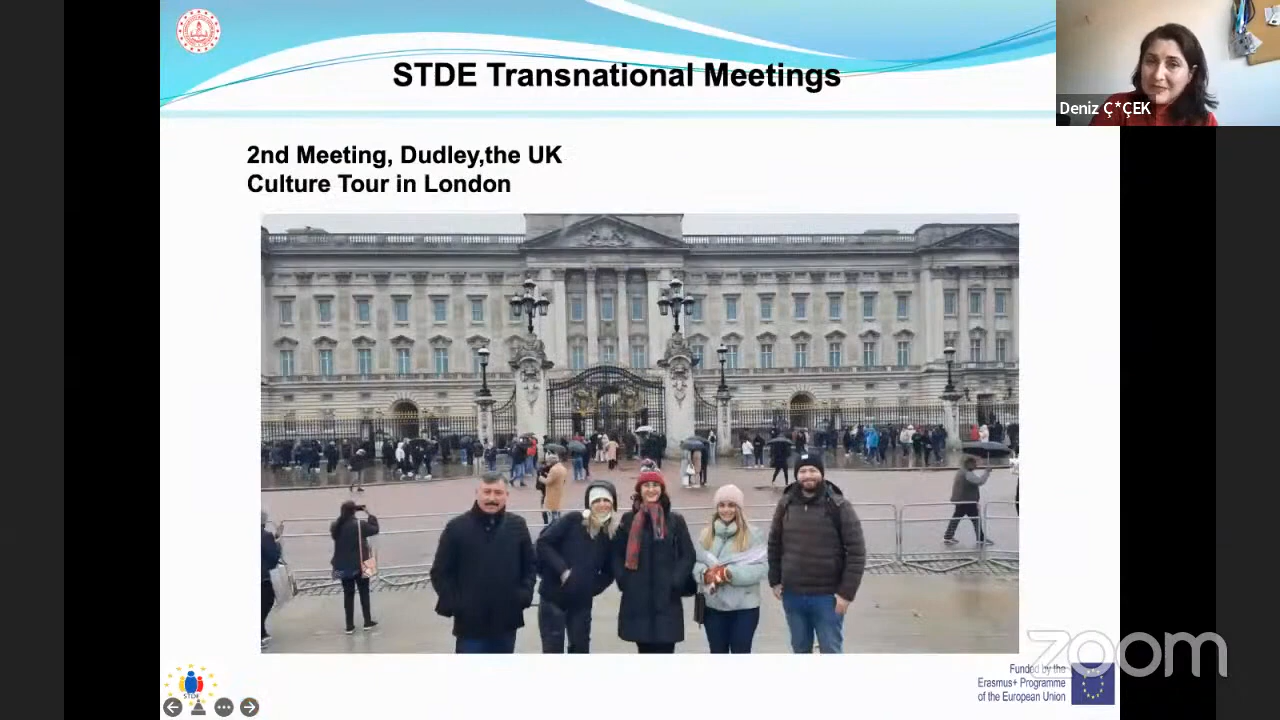 STDE Transnational Meetings
Deniz Ç*ÇEK
2nd Meeting, Dudley,the UK
Culture Tour in London
Funded by the
Erasmus+ Programme
of the European Union
zoom
STDE